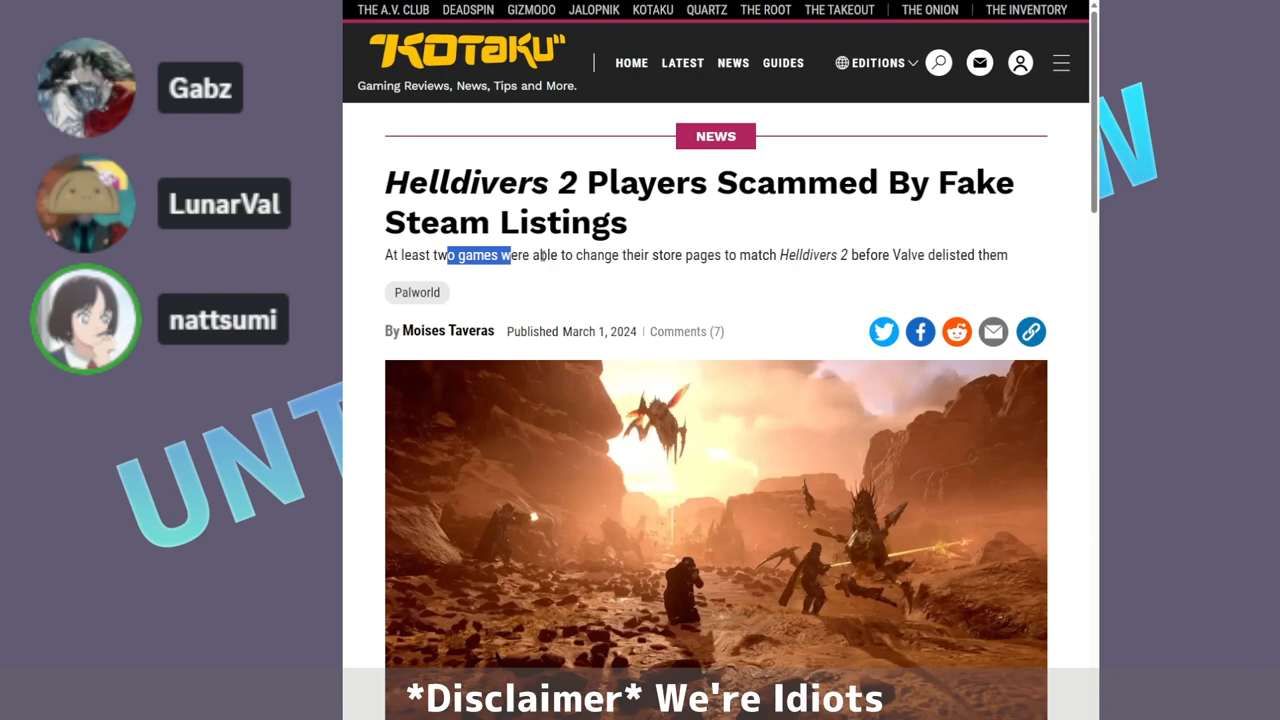 THE A.V. CLUB DEADSPIN GIZMODO JALOPNIK KOTAKU QUARTZ THE ROOT THE TAKEOUT THE ONION THE INVENTORY
KOTAKU
HOME LATEST NEWS GUIDES EDITIONS
Gaming Reviews, News, Tips and More.
Gabz
LunarVal
nattsumi
NEWS
Helldivers 2 Players Scammed By Fake
Steam Listings
At least two games were able to change their store pages to match Helldivers 2 before Valve delisted them
Palworld
By Moises Taveras Published March 1, 2024 Comments (7)
UNT
N
*Disclaimer* We're Idiots